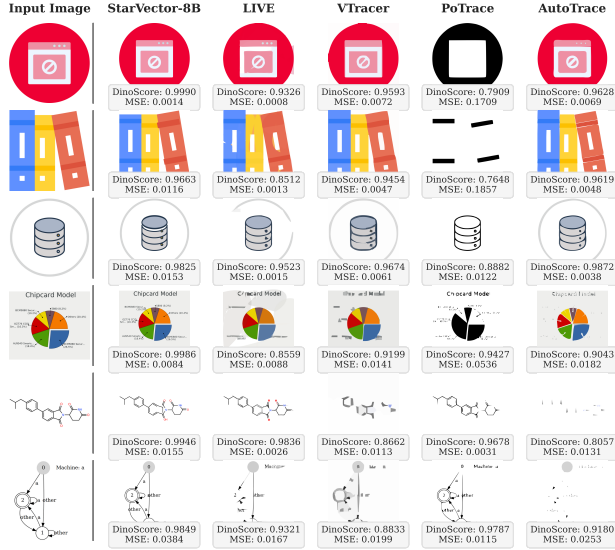 Input Image StarVector-8B LIVE VTracer PoTrace AutoTrace
DinoScore: 0.9990 DinoScore: 0.9326 DinoScore: 0.9593 DinoScore: 0.7909 DinoScore: 0.9628
MSE: 0.0014 MSE: 0.0008 MSE: 0.0072 MSE: 0.1709 MSE: 0.0069
DinoScore: 0.9663 DinoScore: 0.8512 DinoScore: 0.9454 DinoScore: 0.7648 DinoScore: 0.9619
MSE: 0.0116 MSE: 0.0013 MSE: 0.0047 MSE: 0.1857 MSE: 0.0048
DinoScore: 0.9825 DinoScore: 0.9523 DinoScore: 0.9674 DinoScore: 0.8882 DinoScore: 0.9872
MSE: 0.0153 MSE: 0.0015 MSE: 0.0061 MSE: 0.0122 MSE: 0.0038
Chipcard Model Chipcard Model Chipcard Model Chipcard Model
DinoScore: 0.9986 DinoScore: 0.8559 DinoScore: 0.9199 DinoScore: 0.9427 DinoScore: 0.9043
MSE: 0.0084 MSE: 0.0088 MSE: 0.0141 MSE: 0.0536 MSE: 0.0182
DinoScore: 0.9946 DinoScore: 0.9836 DinoScore: 0.8662 DinoScore: 0.9678 DinoScore: 0.8057
MSE: 0.0155 MSE: 0.0026 MSE: 0.0113 MSE: 0.0031 MSE: 0.0131
0 Machine: a 0
a a
2 a other 2 a other
other a other
1 other
DinoScore: 0.9849 DinoScore: 0.9321 DinoScore: 0.8833 DinoScore: 0.9787 DinoScore: 0.9180
MSE: 0.0384 MSE: 0.0167 MSE: 0.0199 MSE: 0.0115 MSE: 0.0253